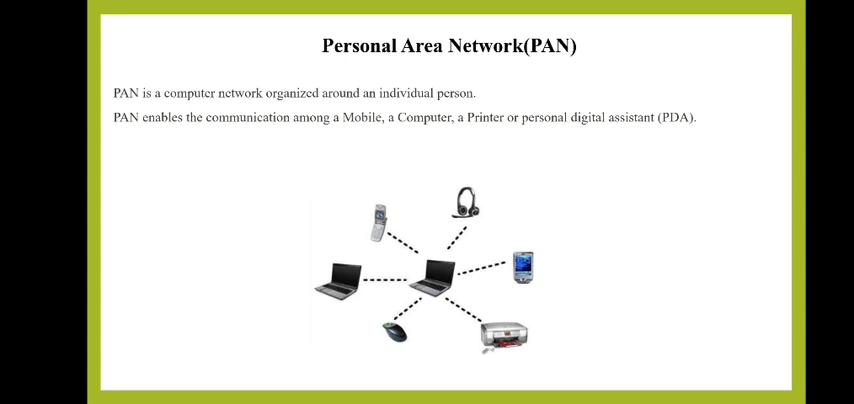 Personal Area Network(PAN)
PAN is a computer network organized around an individual person.
PAN enables the communication among a Mobile, a Computer, a Printer or personal digital assistant (PDA).